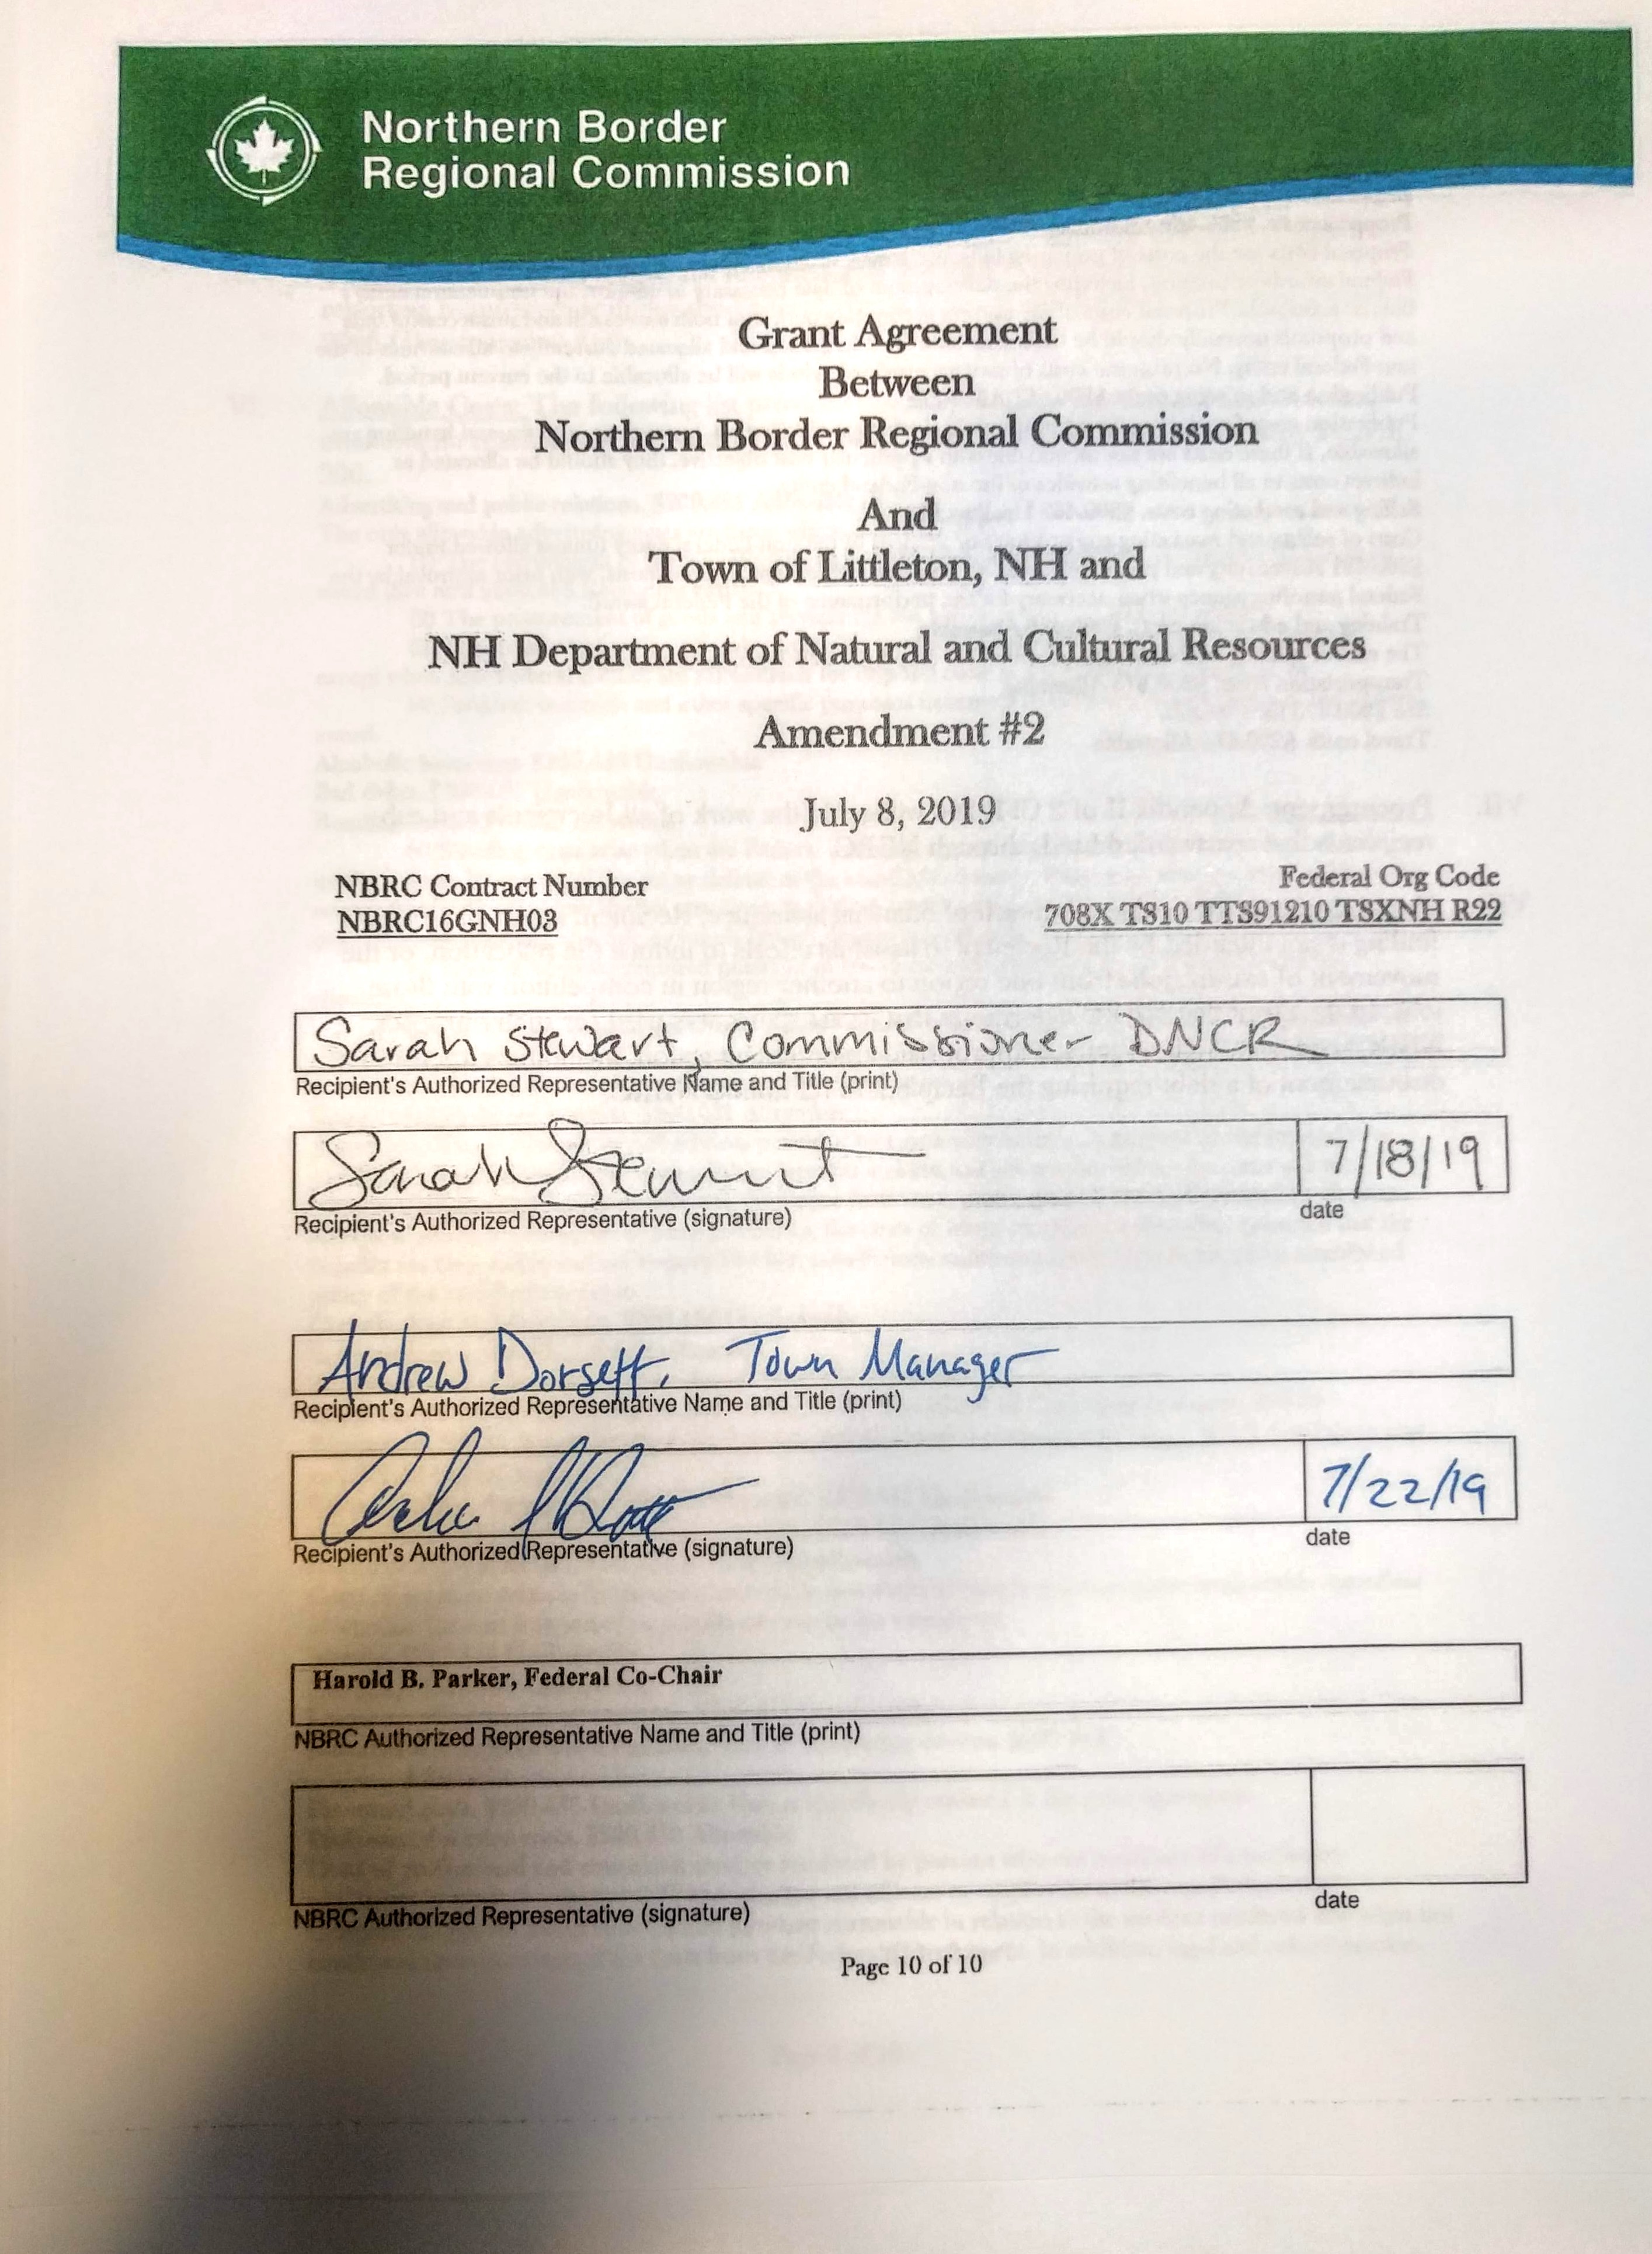 Northern Border
Regional Commission
Grant Agreement
Between
Northern Border Regional Commission
And
Town of Littleton, NH and
NH Department of Natural and Cultural Resources
Amendment #2
July 8, 2019
NBRC Contract Number
NBRC16GNH03
Federal Org Code
708X TS10 TTS91210 TSXNH R22
Sarah Stewart, Commissioner DNCR
Recipient's Authorized Representative Name and Title (print)
Sarah Stewart
7/18/19
Recipient's Authorized Representative (signature)
date
Andrew Dorsett, Town Manager
Recipient's Authorized Representative Name and Title (print)
7/22/19
Recipient's Authorized Representative (signature)
date
Harold B. Parker, Federal Co-Chair
NBRC Authorized Representative Name and Title (print)
NBRC Authorized Representative (signature)
date
Page 10 of 10